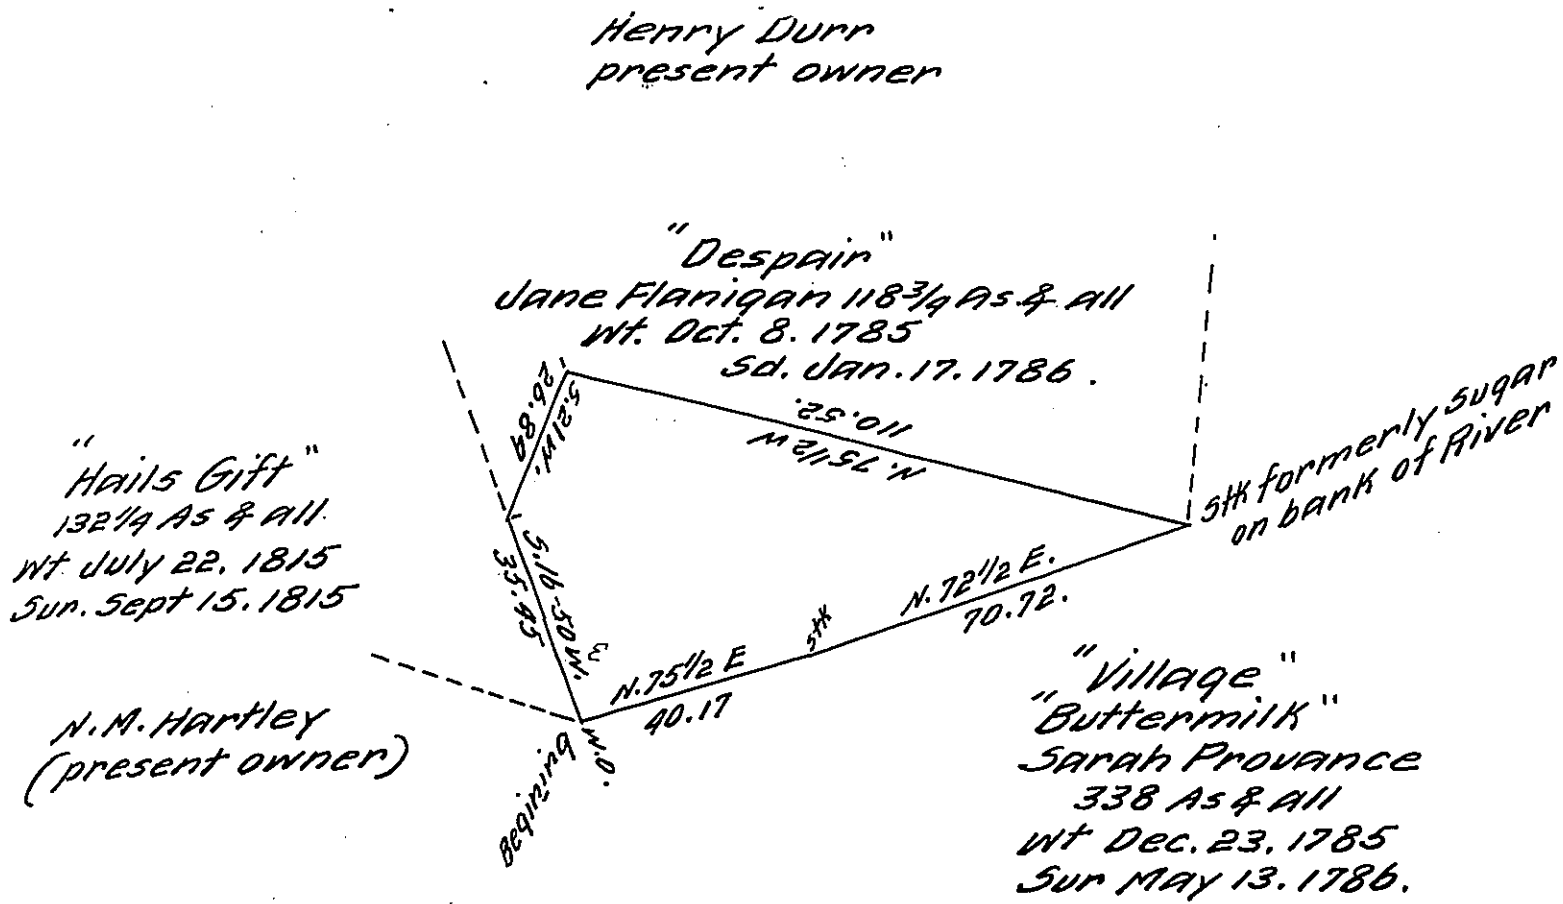 Henry Durr
present owner
"Despair"
Jane Flanigan 118 3/4 As & all
Wt. Oct. 8. 1785
Sd. Jan. 17. 1786.
"Hails Gift"
132 1/4 As & all.
Wt July 22. 1815
Sur. Sept 15. 1815
26.84
S.21W.
110.52.
N. 75 1/2 W
stk formerly sugar
on bank of River
S.16-50 W.
35.45
N.72 1/2 E.
70.72.
stk
N.75 1/2 E
40.17
N.M. Hartley
(present owner)
W.O.
Beginning
"Village"
"Buttermilk"
Sarah Provance
338 As & all
Wt Dec. 23. 1785
Sur May 13. 1786.